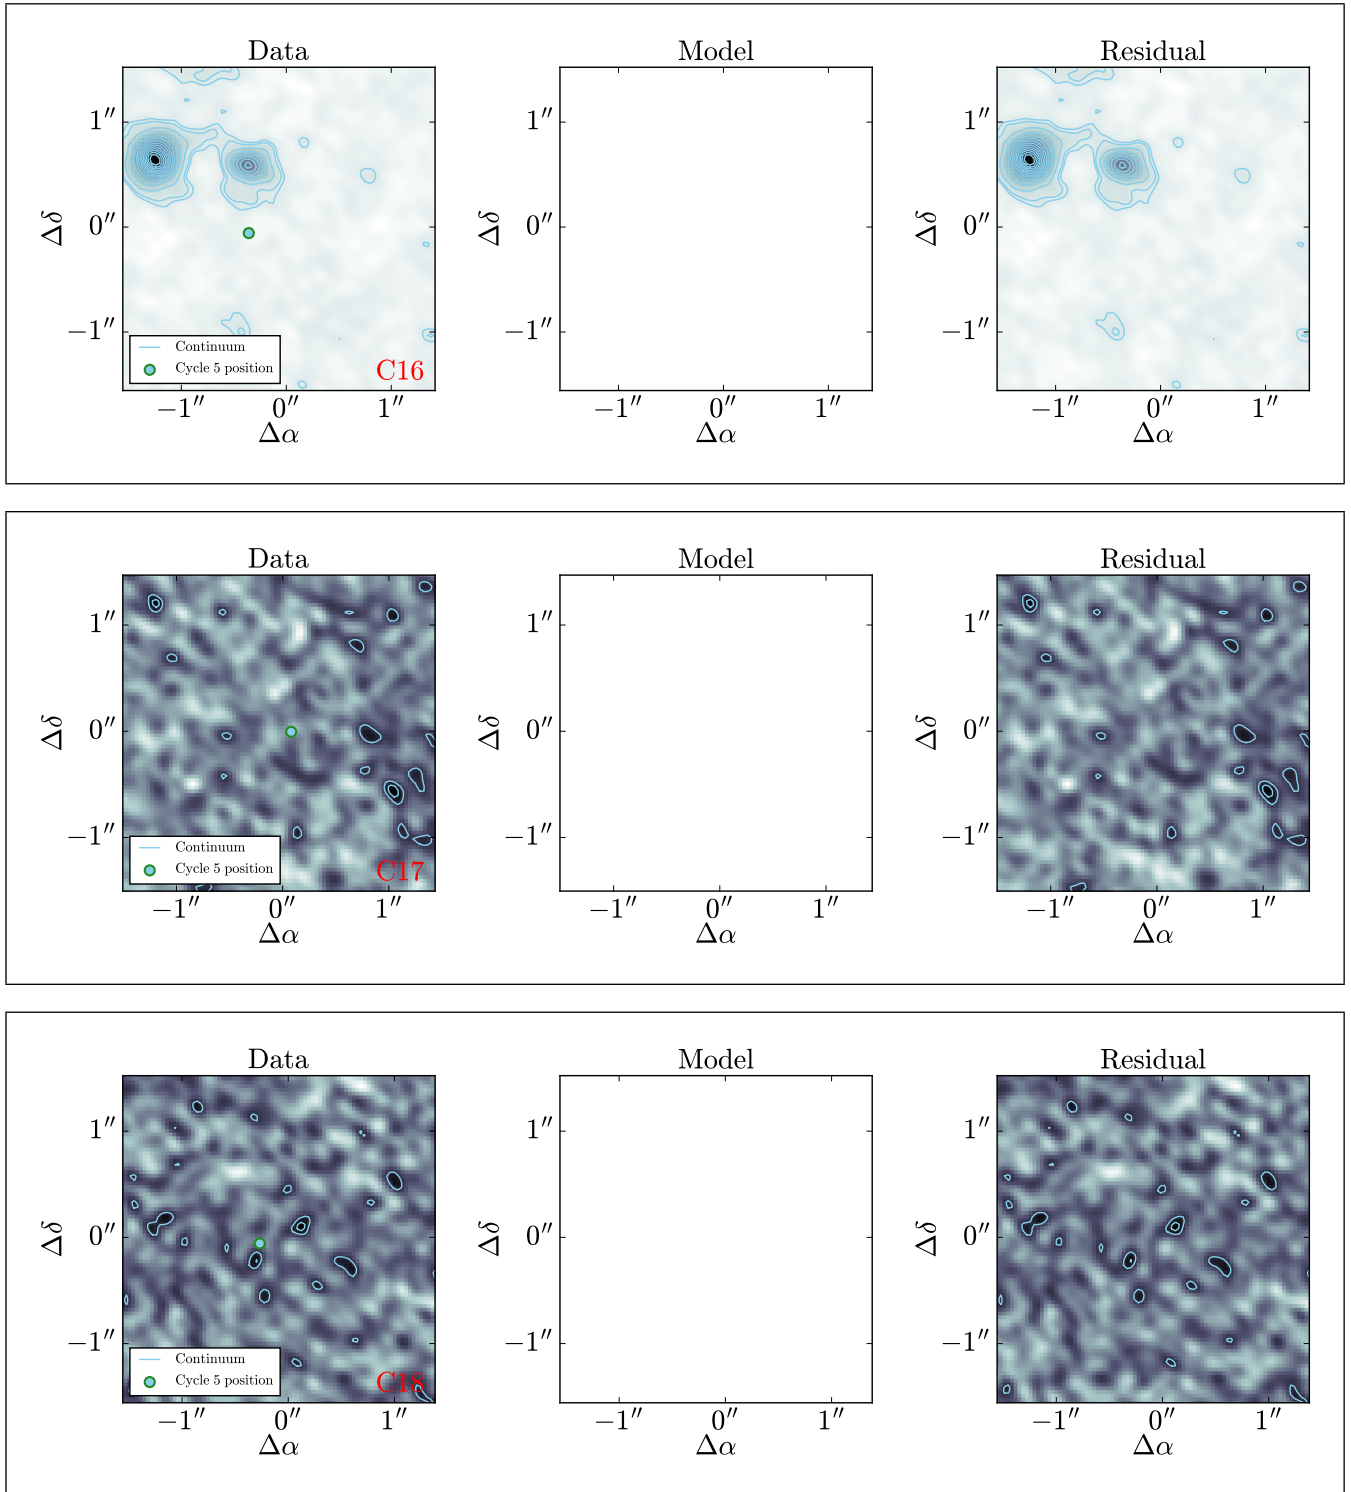 Data Model Residual
1″ 1″ 1″
Δδ 0″ Δδ 0″ Δδ 0″
−1″ −1″ −1″
Continuum
Cycle 5 position
C16
−1″ 0″ 1″ −1″ 0″ 1″ −1″ 0″ 1″
Δα Δα Δα
Data Model Residual
1″ 1″ 1″
Δδ 0″ Δδ 0″ Δδ 0″
−1″ −1″ −1″
Continuum
Cycle 5 position
C17
−1″ 0″ 1″ −1″ 0″ 1″ −1″ 0″ 1″
Δα Δα Δα
Data Model Residual
1″ 1″ 1″
Δδ 0″ Δδ 0″ Δδ 0″
−1″ −1″ −1″
Continuum
Cycle 5 position
C18
−1″ 0″ 1″ −1″ 0″ 1″ −1″ 0″ 1″
Δα Δα Δα